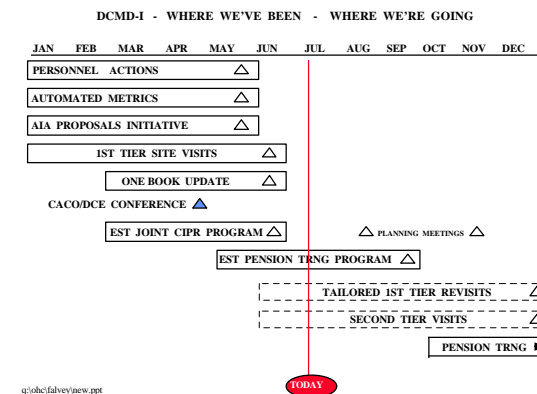 DCMD-I - WHERE WE'VE BEEN - WHERE WE'RE GOING
JAN FEB MAR APR MAY JUN JUL AUG SEP OCT NOV DEC
PERSONNEL ACTIONS
AUTOMATED METRICS
AIA PROPOSALS INITIATIVE
1ST TIER SITE VISITS
ONE BOOK UPDATE
CACO/DCE CONFERENCE
EST JOINT CIPR PROGRAM
PLANNING MEETINGS
EST PENSION TRNG PROGRAM
TAILORED 1ST TIER REVISITS
SECOND TIER VISITS
PENSION TRNG
TODAY
q:\ohc\falvey\new.ppt